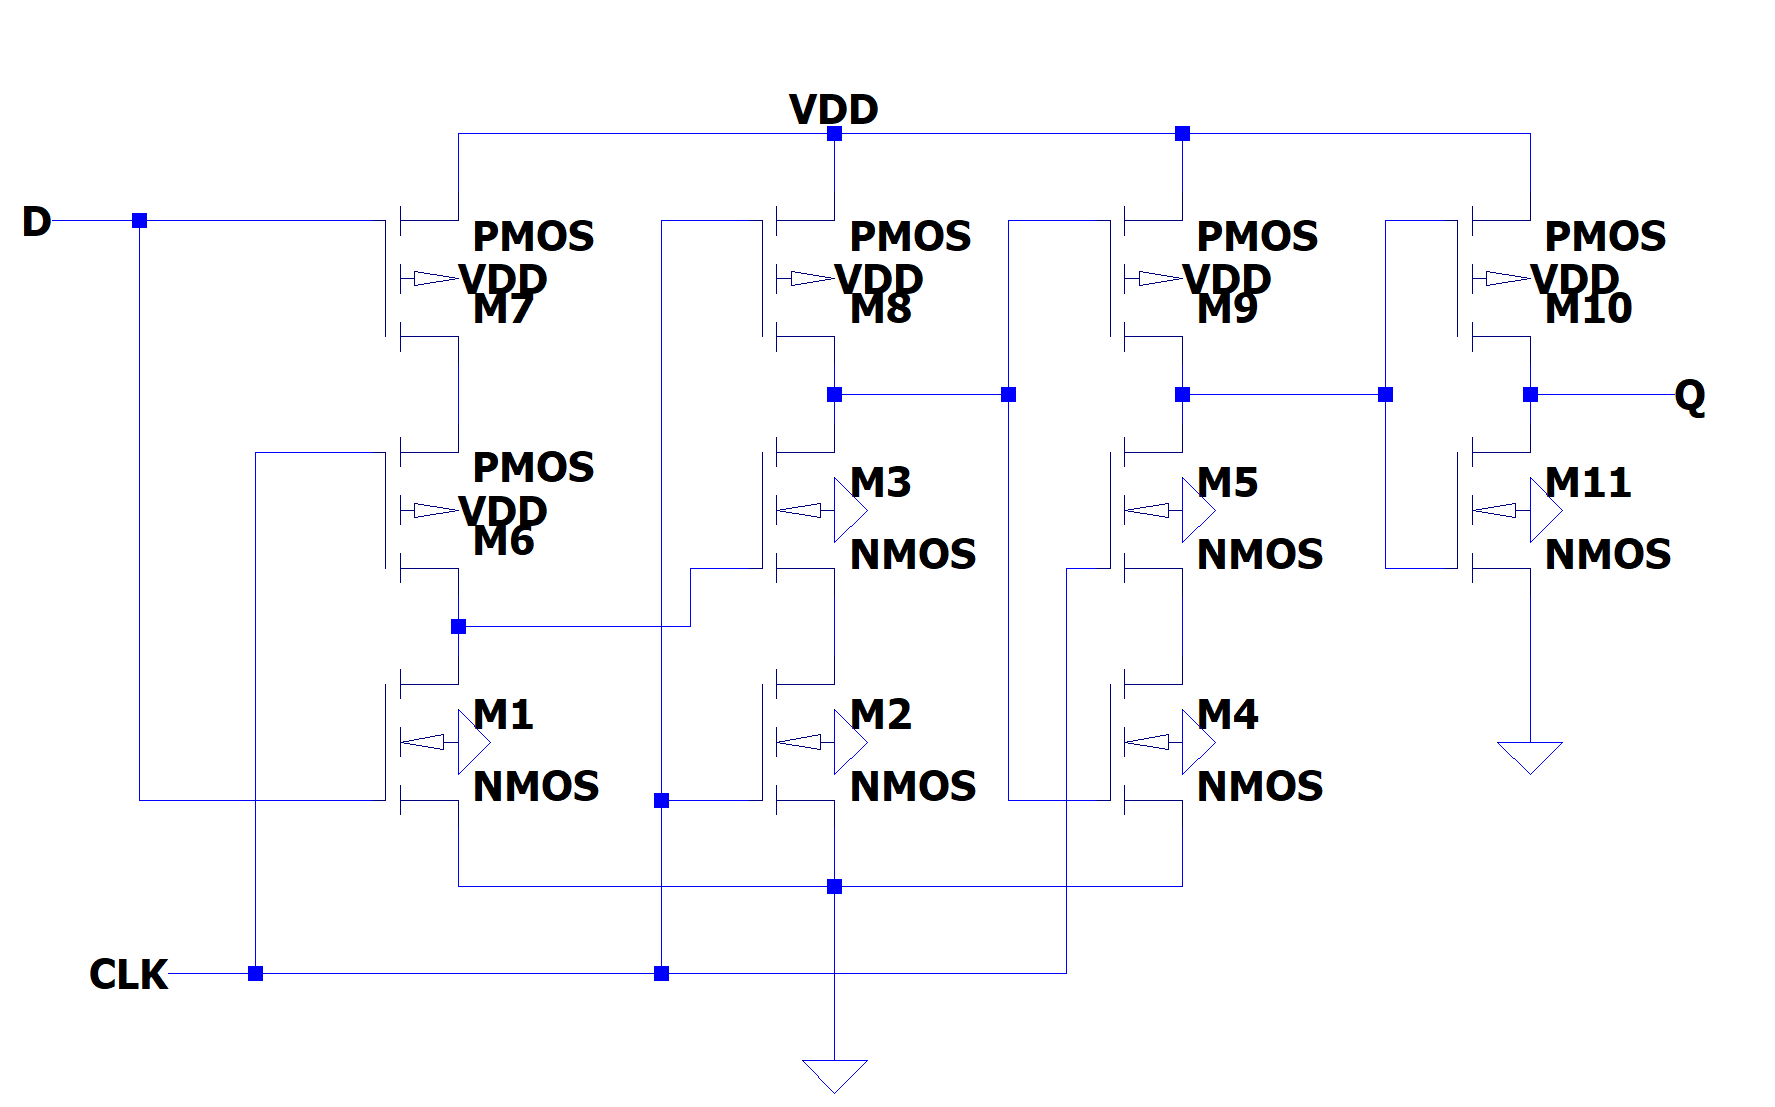 VDD
D
PMOS
VDD
M7
PMOS
VDD
M8
PMOS
VDD
M9
PMOS
VDD
M10
Q
PMOS
VDD
M6
M3
NMOS
M5
NMOS
M11
NMOS
M1
NMOS
M2
NMOS
M4
NMOS
CLK